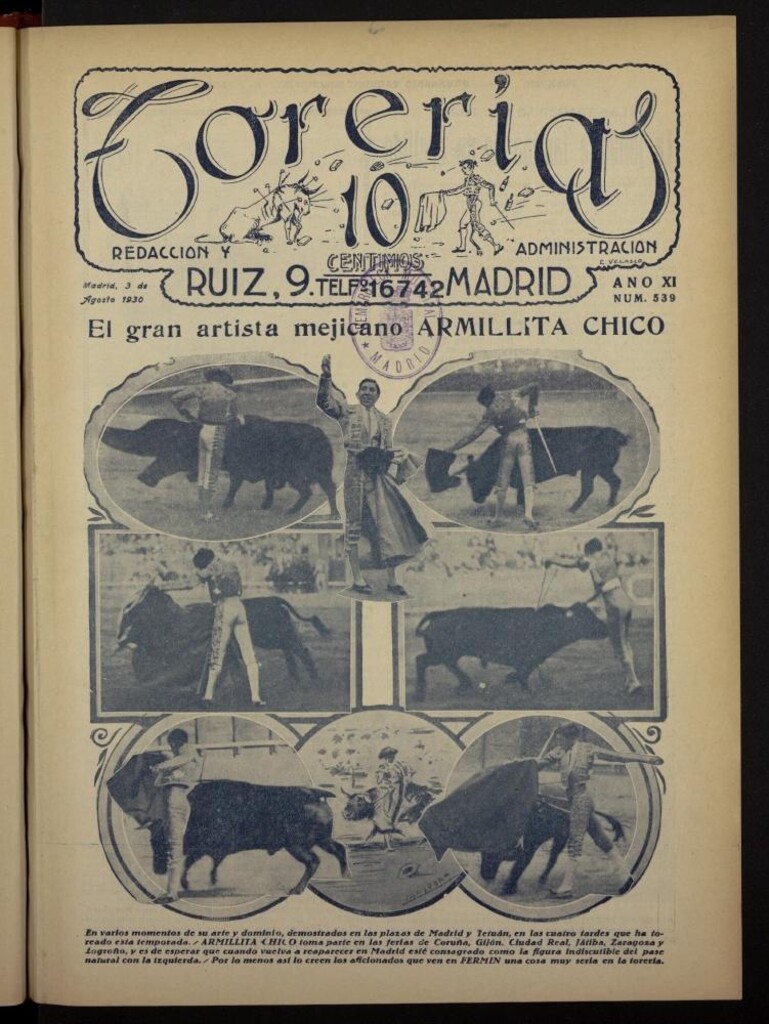 Torerias
10
CENTIMOS
REDACCION Y ADMINISTRACION
C. VELASCO
RUIZ, 9. TELFº 16742 MADRID
Madrid, 3 de Agosto 1930
AÑO XI
NUM. 539
El gran artista mejicano ARMILLITA CHICO
MADRID
En varios momentos de su arte y dominio, demostrados en las plazas de Madrid y Tetuán, en las cuatro tardes que ha to-
reado esta temporada. / ARMILLITA CHICO toma parte en las ferias de Coruña, Gijón, Ciudad Real, Játiba, Zaragoza y
Logroño, y es de esperar que cuando vuelva a reaparecer en Madrid esté consagrado como la figura indiscutible del pase
natural con la izquierda. / Por lo menos así lo creen los aficionados que ven en FERMIN una cosa muy seria en la torería.